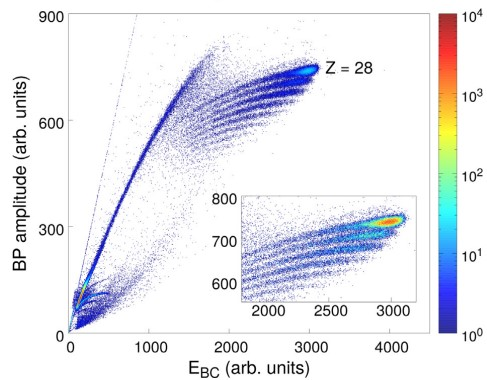 900
600
300
0
BP amplitude (arb. units)
0 1000 2000 3000 4000
E_BC (arb. units)
Z = 28
800
700
600
2000 2500 3000
10^4
10^3
10^2
10^1
10^0